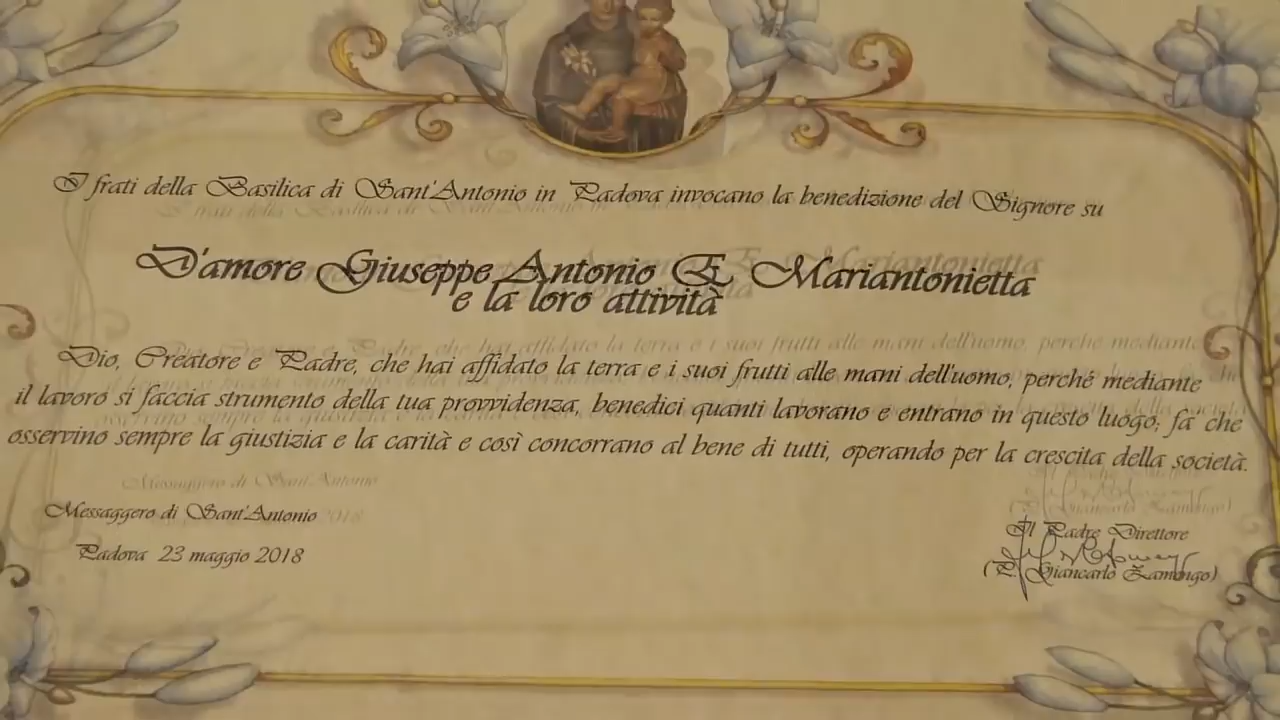 I frati della Basilica di Sant'Antonio in Padova invocano la benedizione del Signore su
D'amore Giuseppe Antonio E Mariantonietta
e la loro attività
Dio, Creatore e Padre, che hai affidato la terra e i suoi frutti alle mani dell'uomo, perché mediante
il lavoro si faccia strumento della tua provvidenza, benedici quanti lavorano e entrano in questo luogo; fa' che
osservino sempre la giustizia e la carità e così concorrano al bene di tutti, operando per la crescita della società.
Messaggero di Sant'Antonio
Padova 23 maggio 2018
Il Padre Direttore
(P. Giancarlo Zamengo)